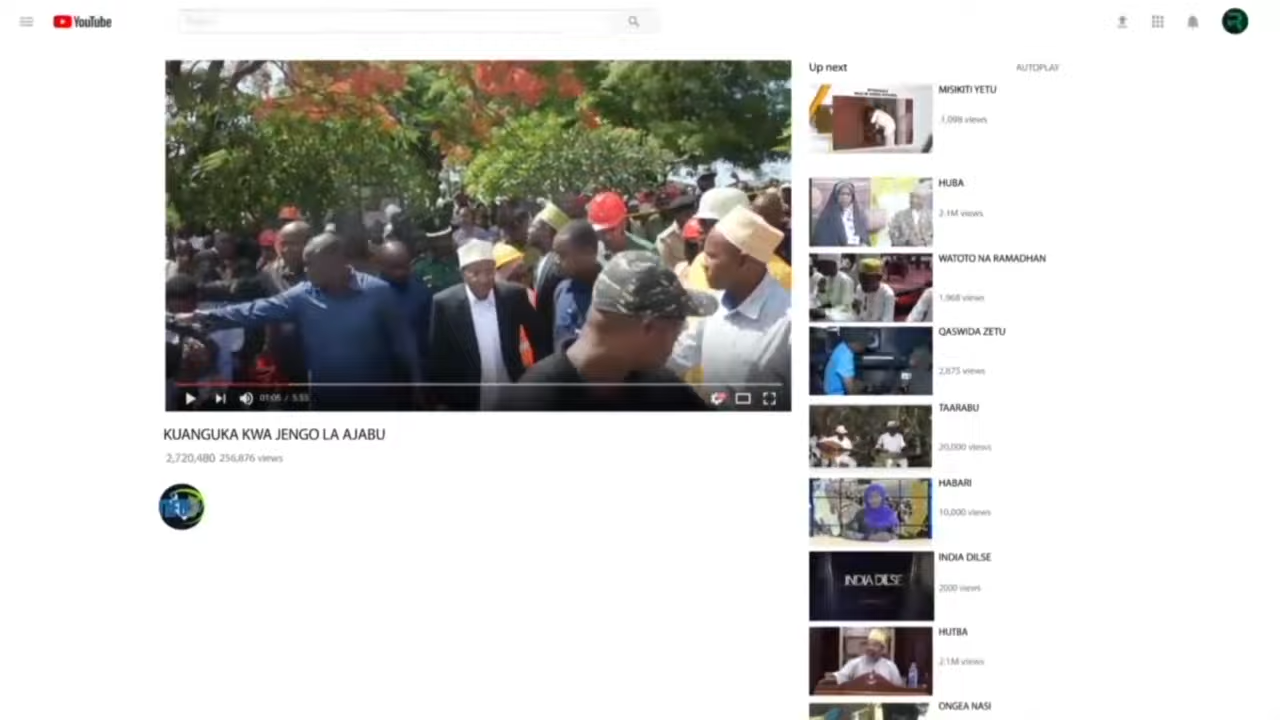 YouTube
KUANGUKA KWA JENGO LA AJABU
2,720,480 256,876 views
Up next
AUTOPLAY
MISIKITI YETU
1,098 views
HUBA
2.1M views
WATOTO NA RAMADHAN
1,968 views
QASWIDA ZETU
2,875 views
TAARABU
20,000 views
HABARI
10,000 views
INDIA DILSE
INDIA DILSE
2000 views
HUTBA
2.1M views
ONGEA NASI